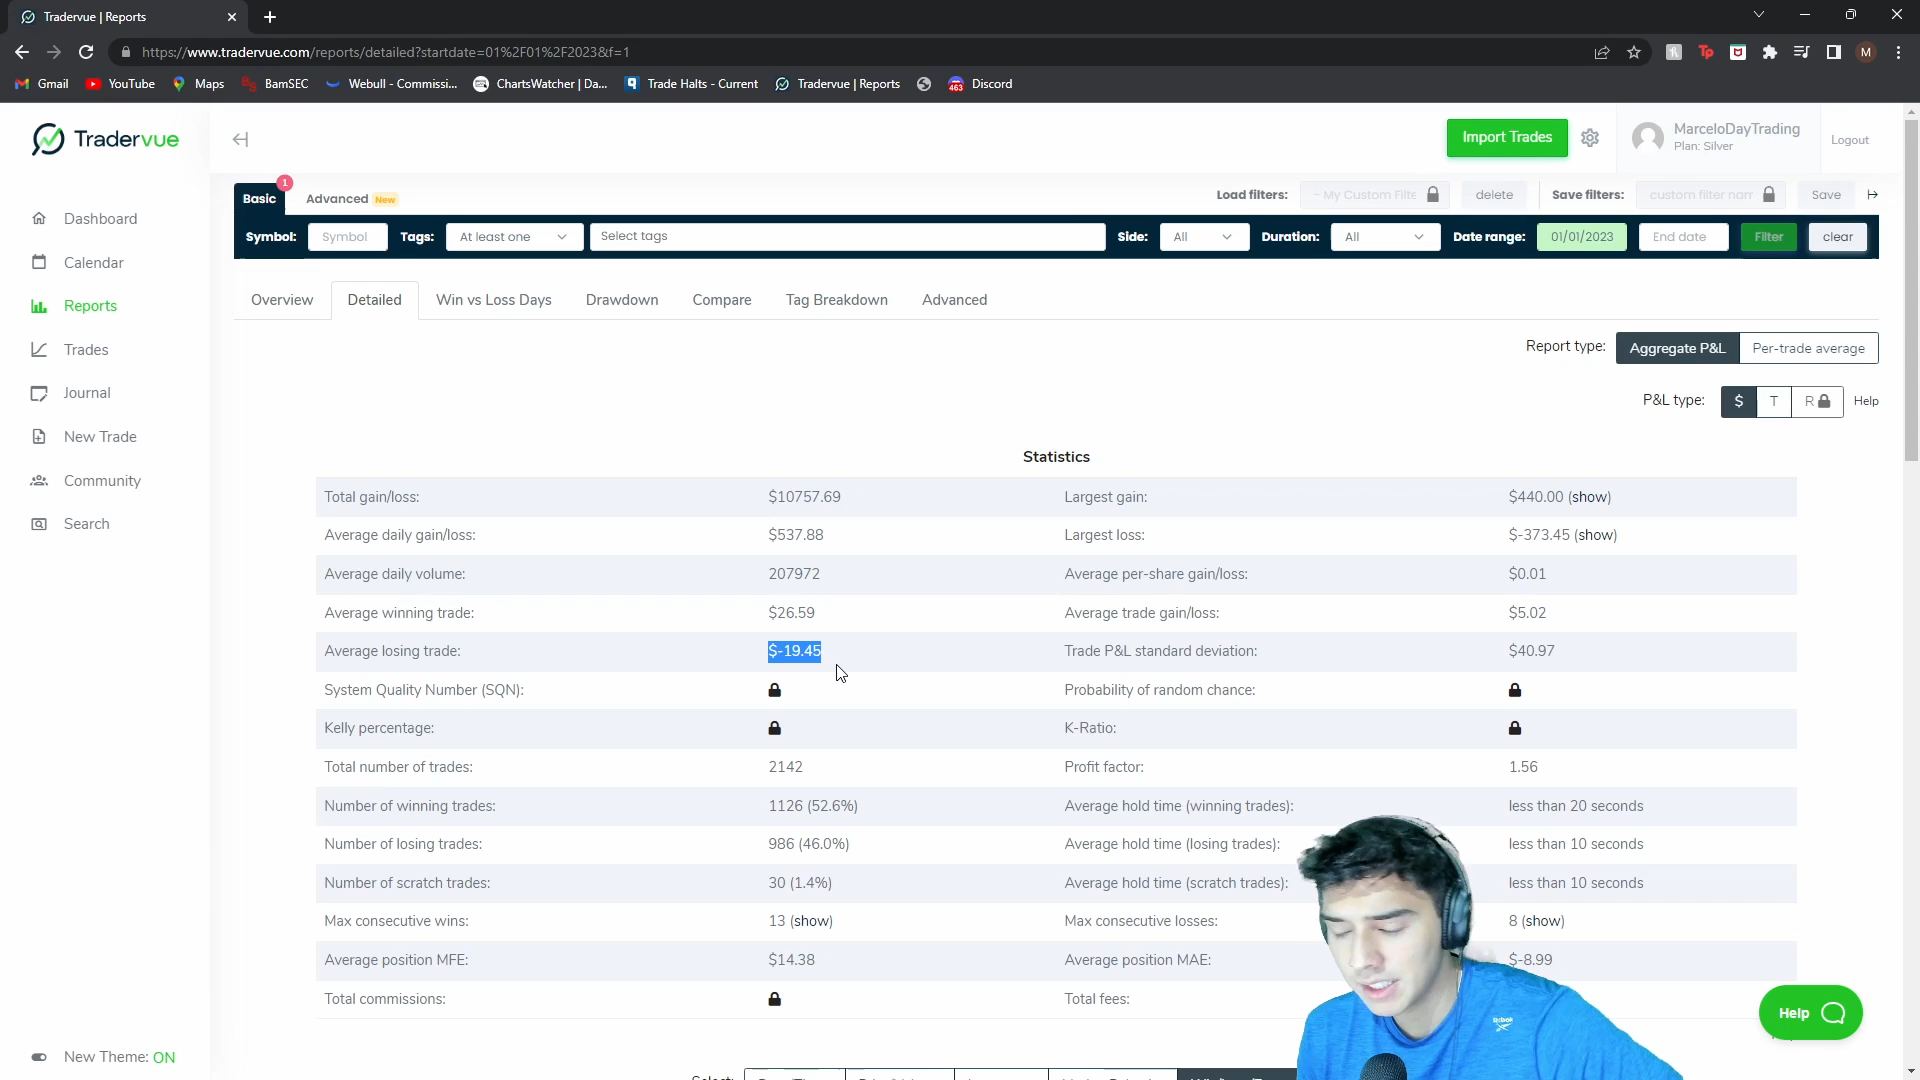 Tradervue | Reports
https://www.tradervue.com/reports/detailed?startdate=01%2F01%2F2023&f=1
M
Gmail YouTube Maps BamSEC Webull - Commissi... ChartsWatcher | Da... Trade Halts - Current Tradervue | Reports 463 Discord
Tradervue
Import Trades
MarceloDayTrading
Plan: Silver
Logout
Dashboard
Calendar
Reports
Trades
Journal
New Trade
Community
Search
New Theme: ON
Basic 1 Advanced New Load filters: - My Custom Filte delete Save filters: custom filter nam Save
Symbol: Symbol Tags: At least one Select tags Side: All Duration: All Date range: 01/01/2023 End date Filter clear
Overview Detailed Win vs Loss Days Drawdown Compare Tag Breakdown Advanced
Report type: Aggregate P&L Per-trade average
P&L type: $ T R Help
Statistics
Total gain/loss: $10757.69 Largest gain: $440.00 (show)
Average daily gain/loss: $537.88 Largest loss: $-373.45 (show)
Average daily volume: 207972 Average per-share gain/loss: $0.01
Average winning trade: $26.59 Average trade gain/loss: $5.02
Average losing trade: $-19.45 Trade P&L standard deviation: $40.97
System Quality Number (SQN): Probability of random chance:
Kelly percentage: K-Ratio:
Total number of trades: 2142 Profit factor: 1.56
Number of winning trades: 1126 (52.6%) Average hold time (winning trades): less than 20 seconds
Number of losing trades: 986 (46.0%) Average hold time (losing trades): less than 10 seconds
Number of scratch trades: 30 (1.4%) Average hold time (scratch trades): less than 10 seconds
Max consecutive wins: 13 (show) Max consecutive losses: 8 (show)
Average position MFE: $14.38 Average position MAE: $-8.99
Total commissions: Total fees:
Help
Reebok